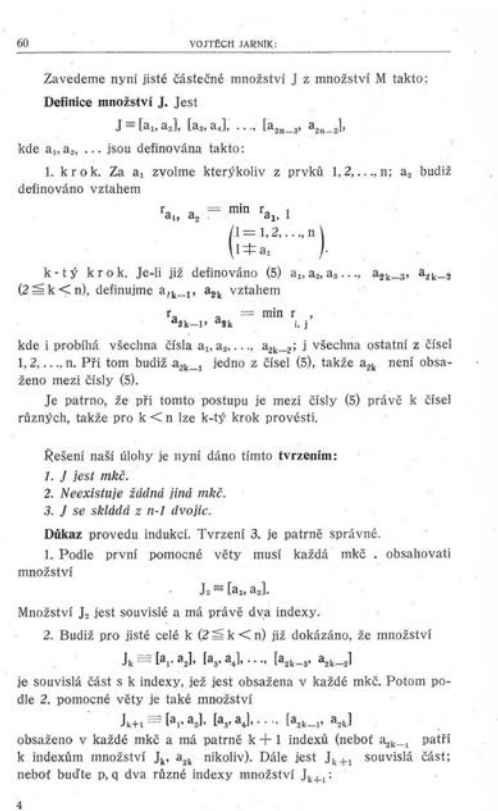 60
VOJTĚCH JARNÍK:
Zavedeme nyní jisté částečné množství J z množství M takto:
Definice množství J. Jest
J = [a₁, a₂], [a₃, a₄], ..., [a₂ₙ₋₃, a₂ₙ₋₂],
kde a₁, a₂, ... jsou definována takto:
1. krok. Za a₁ zvolme kterýkoliv z prvků 1, 2, ..., n; a₂ budiž
definováno vztahem
r a₁, a₂ = min r a₁, l
(l = 1, 2, ..., n
l ≠ a₁).
k-tý krok. Je-li již definováno (5) a₁, a₂, a₃ ..., a₂ₖ₋₃, a₂ₖ₋₂
(2 ≦ k < n), definujme a₂ₖ₋₁, a₂ₖ vztahem
r a₂ₖ₋₁, a₂ₖ = min r i, j,
kde i probíhá všechna čísla a₁, a₂, ..., a₂ₖ₋₂; j všechna ostatní z čísel
1, 2, ..., n. Při tom budiž a₂ₖ₋₁ jedno z čísel (5), takže a₂ₖ není obsa-
ženo mezi čísly (5).
Je patrno, že při tomto postupu je mezi čísly (5) právě k čísel
různých, takže pro k < n lze k-tý krok provésti.
Řešení naší úlohy je nyní dáno tímto tvrzením:
1. J jest mkč.
2. Neexistuje žádná jiná mkč.
3. J se skládá z n-1 dvojic.
Důkaz provedu indukcí. Tvrzení 3. je patrně správné.
1. Podle první pomocné věty musí každá mkč . obsahovati
množství
J₂ ≡ [a₁, a₂].
Množství J₂ jest souvislé a má právě dva indexy.
2. Budiž pro jisté celé k (2 ≦ k < n) již dokázáno, že množství
Jₖ ≡ [a₁, a₂], [a₃, a₄], ..., [a₂ₖ₋₃, a₂ₖ₋₂]
je souvislá část s k indexy, jež jest obsažena v každé mkč. Potom po-
dle 2. pomocné věty je také množství
Jₖ₊₁ ≡ [a₁, a₂], [a₃, a₄], ..., [a₂ₖ₋₁, a₂ₖ]
obsaženo v každé mkč a má patrně k + 1 indexů (neboť a₂ₖ₋₁ patří
k indexům množství Jₖ, a₂ₖ nikoliv). Dále jest Jₖ₊₁ souvislá část;
neboť buďte p, q dva různé indexy množství Jₖ₊₁:
4